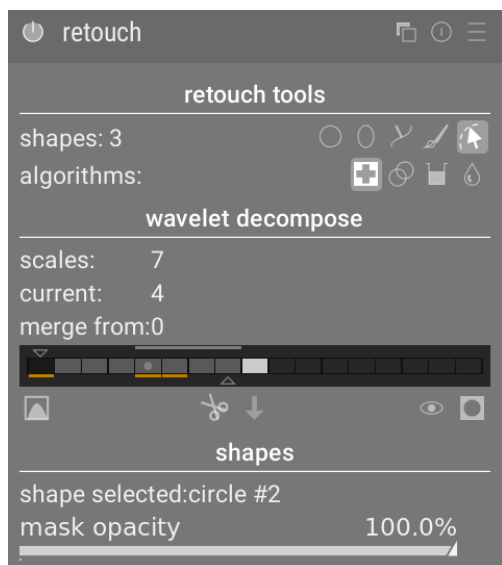 retouch
retouch tools
shapes: 3
algorithms:
wavelet decompose
scales: 7
current: 4
merge from:0
shapes
shape selected:circle #2
mask opacity 100.0%